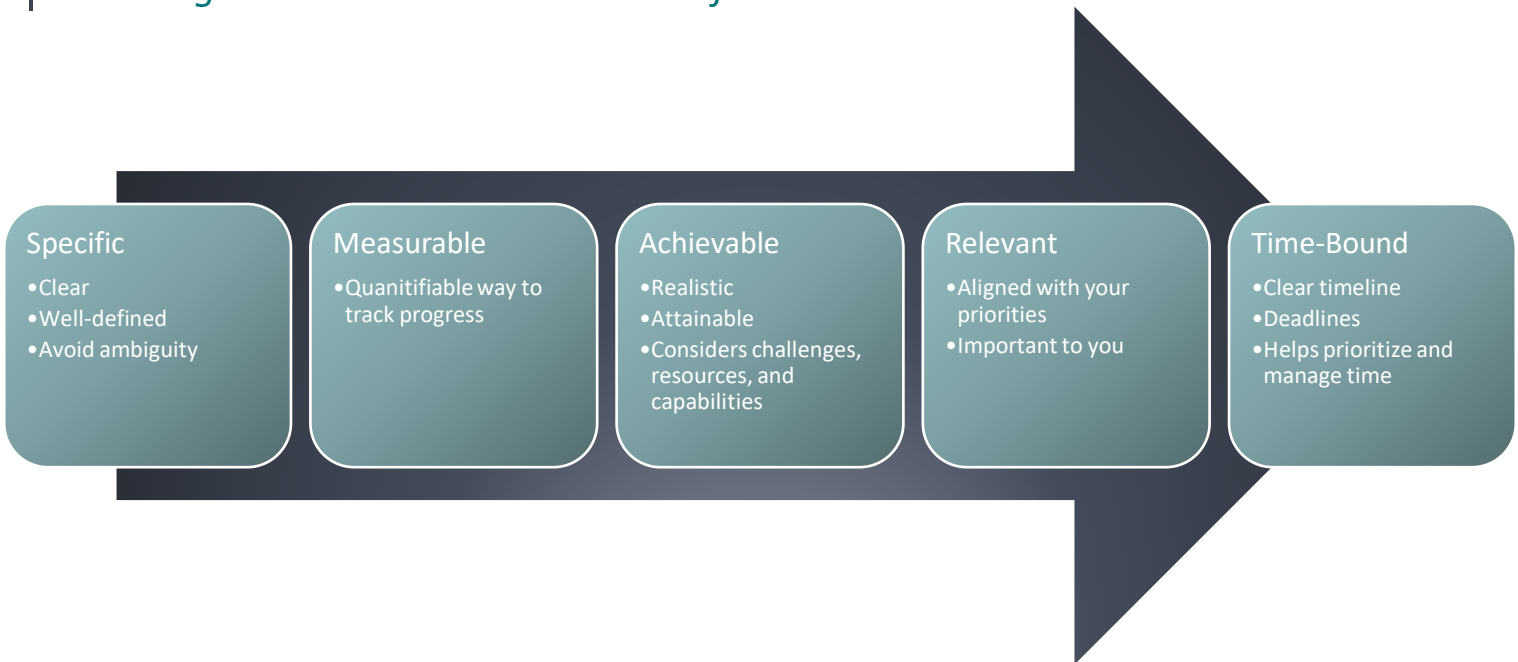 Specific
•Clear
•Well-defined
•Avoid ambiguity
Measurable
•Quanitifiable way to
track progress
Achievable
•Realistic
•Attainable
•Considers challenges,
resources, and
capabilities
Relevant
•Aligned with your
priorities
•Important to you
Time-Bound
•Clear timeline
•Deadlines
•Helps prioritize and
manage time